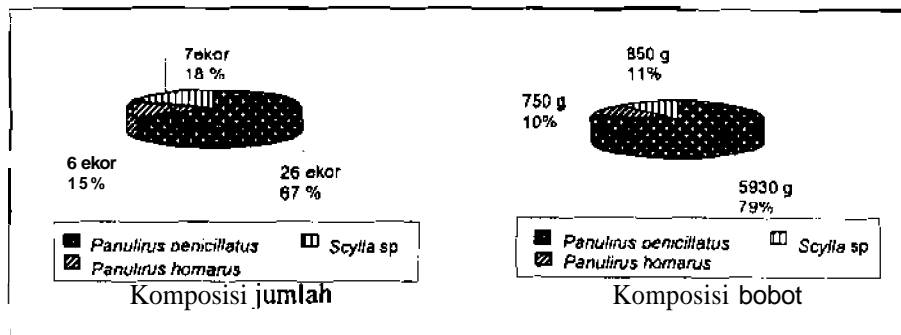 7ekor
18 %
6 ekor
15%
26 ekor
67 %
Panulirus penicillatus
Scylla sp
Panulirus homarus
Komposisi jumlah
850 g
11%
750 g
10%
5930 g
79%
Panulirus penicillatus
Scylla sp
Panulirus homarus
Komposisi bobot